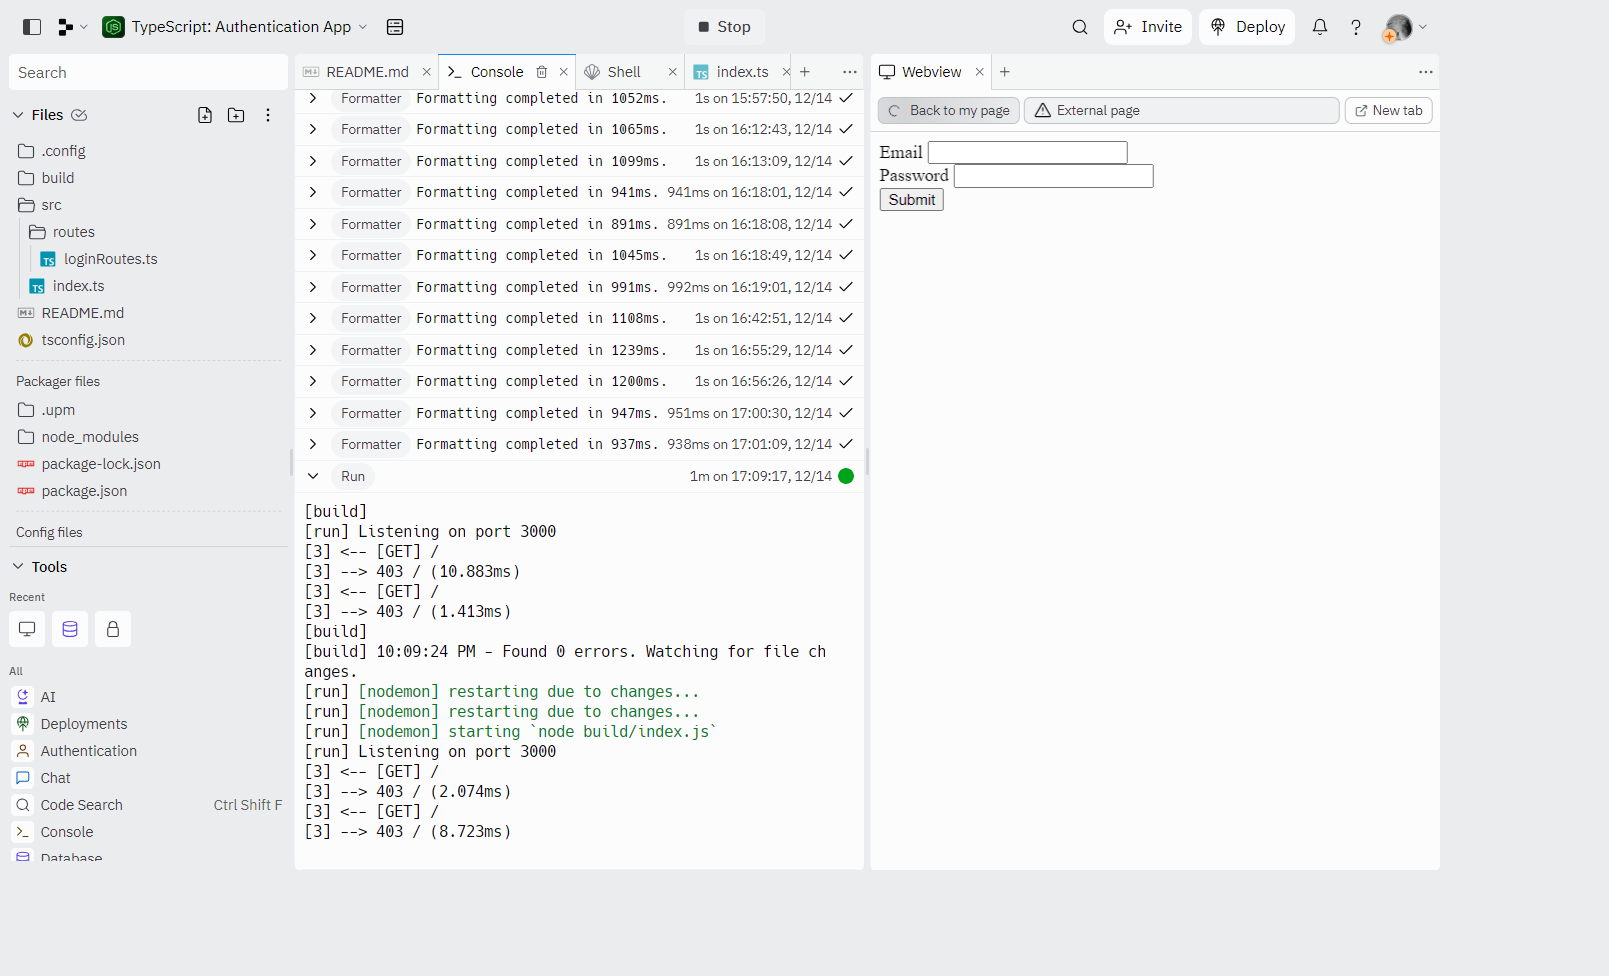 TypeScript: Authentication App
Stop
Invite
Deploy
Search
Files
.config
build
src
routes
TS loginRoutes.ts
TS index.ts
README.md
tsconfig.json
Packager files
.upm
node_modules
package-lock.json
package.json
Config files
Tools
Recent
All
AI
Deployments
Authentication
Chat
Code Search Ctrl Shift F
Console
Database
README.md
Console
Shell
TS index.ts
Formatter Formatting completed in 1052ms. 1s on 15:57:50, 12/14
Formatter Formatting completed in 1065ms. 1s on 16:12:43, 12/14
Formatter Formatting completed in 1099ms. 1s on 16:13:09, 12/14
Formatter Formatting completed in 941ms. 941ms on 16:18:01, 12/14
Formatter Formatting completed in 891ms. 891ms on 16:18:08, 12/14
Formatter Formatting completed in 1045ms. 1s on 16:18:49, 12/14
Formatter Formatting completed in 991ms. 992ms on 16:19:01, 12/14
Formatter Formatting completed in 1108ms. 1s on 16:42:51, 12/14
Formatter Formatting completed in 1239ms. 1s on 16:55:29, 12/14
Formatter Formatting completed in 1200ms. 1s on 16:56:26, 12/14
Formatter Formatting completed in 947ms. 951ms on 17:00:30, 12/14
Formatter Formatting completed in 937ms. 938ms on 17:01:09, 12/14
Run 1m on 17:09:17, 12/14
[build]
[run] Listening on port 3000
[3] <-- [GET] /
[3] --> 403 / (10.883ms)
[3] <-- [GET] /
[3] --> 403 / (1.413ms)
[build]
[build] 10:09:24 PM - Found 0 errors. Watching for file ch
anges.
[run] [nodemon] restarting due to changes...
[run] [nodemon] restarting due to changes...
[run] [nodemon] starting `node build/index.js`
[run] Listening on port 3000
[3] <-- [GET] /
[3] --> 403 / (2.074ms)
[3] <-- [GET] /
[3] --> 403 / (8.723ms)
Webview
Back to my page
External page
New tab
Email
Password
Submit